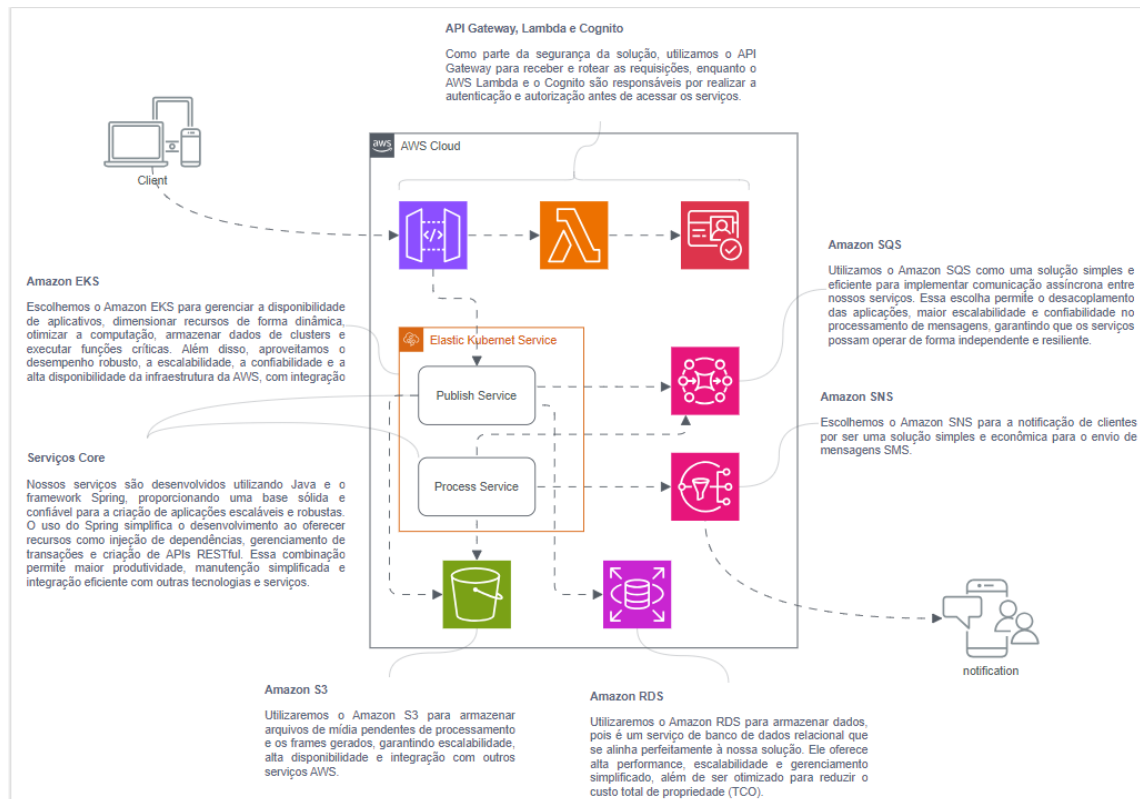 API Gateway, Lambda e Cognito
Como parte da segurança da solução, utilizamos o API
Gateway para receber e rotear as requisições, enquanto o
AWS Lambda e o Cognito são responsáveis por realizar a
autenticação e autorização antes de acessar os serviços.
Client
aws
AWS Cloud
Amazon EKS
Escolhemos o Amazon EKS para gerenciar a disponibilidade
de aplicativos, dimensionar recursos de forma dinâmica,
otimizar a computação, armazenar dados de clusters e
executar funções críticas. Além disso, aproveitamos o
desempenho robusto, a escalabilidade, a confiabilidade e a
alta disponibilidade da infraestrutura da AWS, com integração
Amazon SQS
Utilizamos o Amazon SQS como uma solução simples e
eficiente para implementar comunicação assíncrona entre
nossos serviços. Essa escolha permite o desacoplamento
das aplicações, maior escalabilidade e confiabilidade no
processamento de mensagens, garantindo que os serviços
possam operar de forma independente e resiliente.
Elastic Kubernet Service
Publish Service
Process Service
Amazon SNS
Escolhemos o Amazon SNS para a notificação de clientes
por ser uma solução simples e econômica para o envio de
mensagens SMS.
Serviços Core
Nossos serviços são desenvolvidos utilizando Java e o
framework Spring, proporcionando uma base sólida e
confiável para a criação de aplicações escaláveis e robustas.
O uso do Spring simplifica o desenvolvimento ao oferecer
recursos como injeção de dependências, gerenciamento de
transações e criação de APIs RESTful. Essa combinação
permite maior produtividade, manutenção simplificada e
integração eficiente com outras tecnologias e serviços.
notification
Amazon S3
Utilizaremos o Amazon S3 para armazenar
arquivos de mídia pendentes de processamento
e os frames gerados, garantindo escalabilidade,
alta disponibilidade e integração com outros
serviços AWS.
Amazon RDS
Utilizaremos o Amazon RDS para armazenar dados,
pois é um serviço de banco de dados relacional que
se alinha perfeitamente à nossa solução. Ele oferece
alta performance, escalabilidade e gerenciamento
simplificado, além de ser otimizado para reduzir o
custo total de propriedade (TCO).